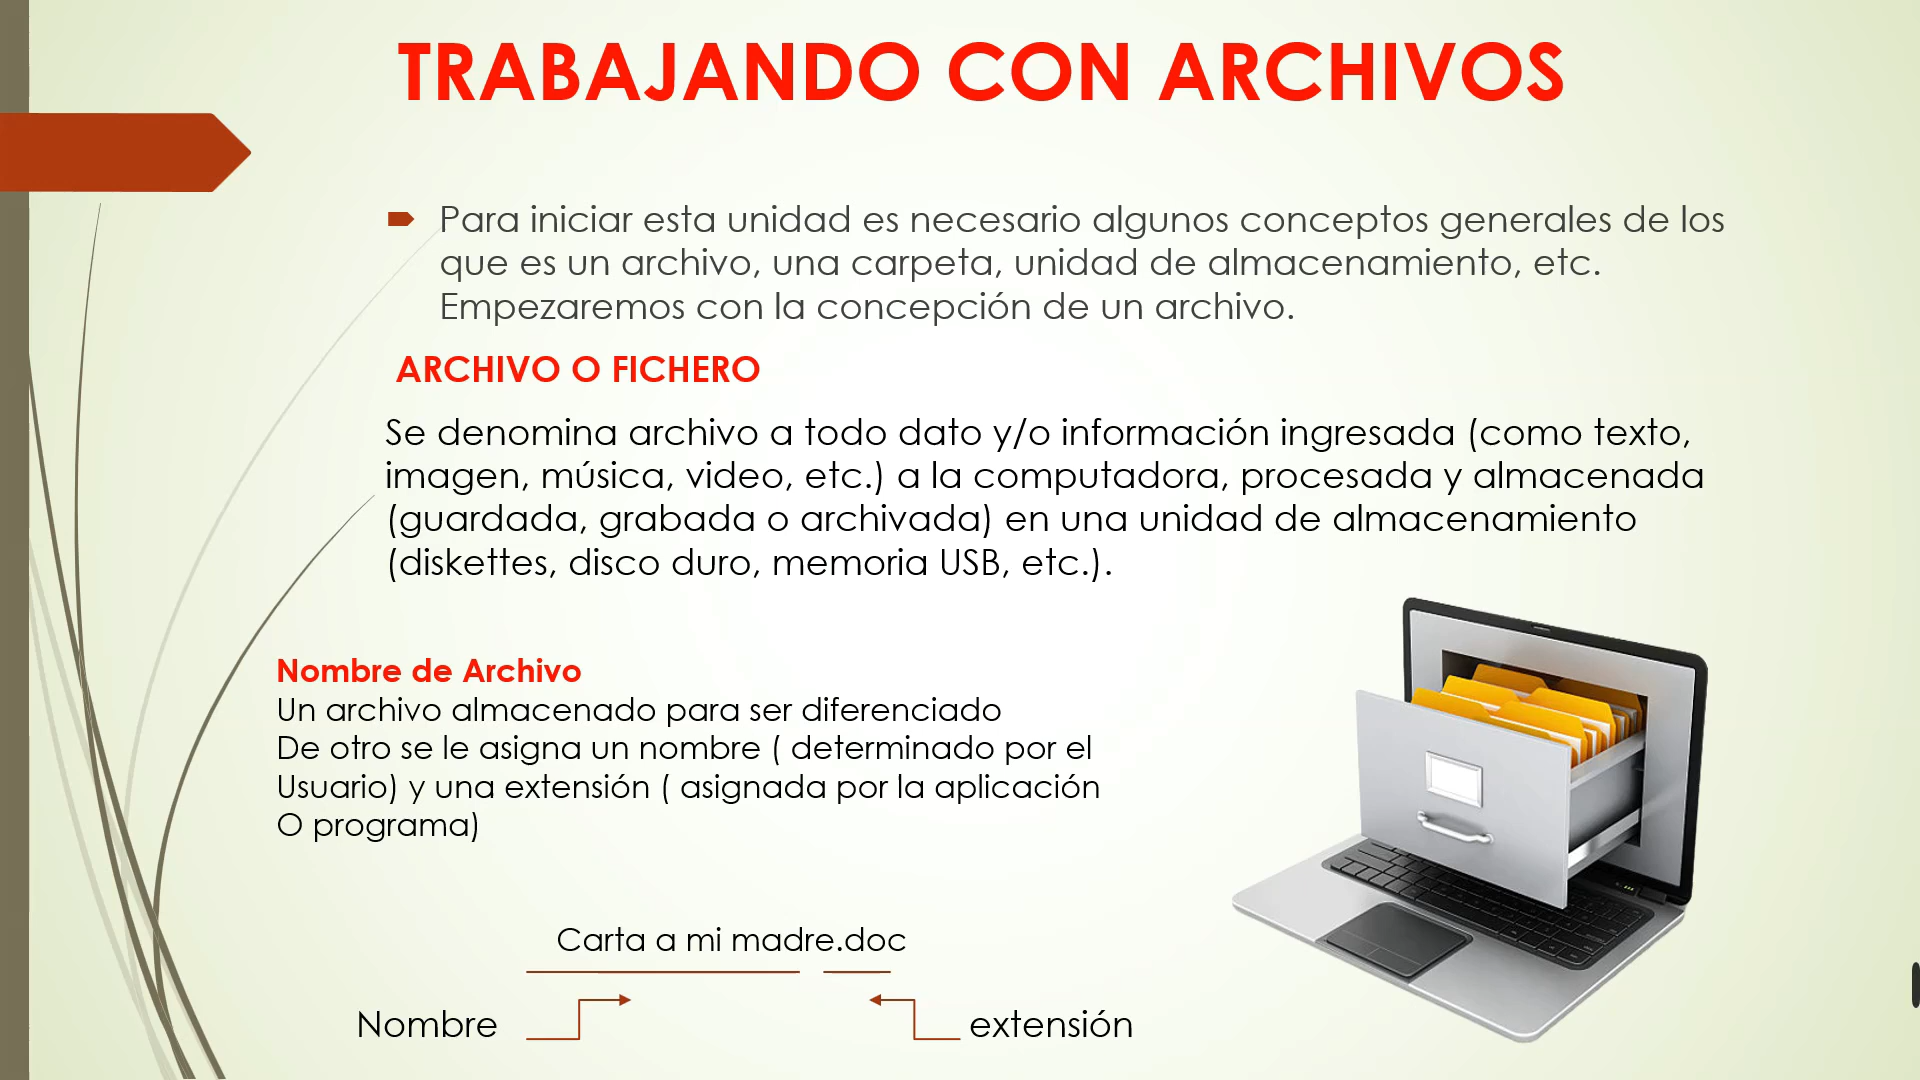 TRABAJANDO CON ARCHIVOS
Para iniciar esta unidad es necesario algunos conceptos generales de los
que es un archivo, una carpeta, unidad de almacenamiento, etc.
Empezaremos con la concepción de un archivo.
ARCHIVO O FICHERO
Se denomina archivo a todo dato y/o información ingresada (como texto,
imagen, música, video, etc.) a la computadora, procesada y almacenada
(guardada, grabada o archivada) en una unidad de almacenamiento
(diskettes, disco duro, memoria USB, etc.).
Nombre de Archivo
Un archivo almacenado para ser diferenciado
De otro se le asigna un nombre ( determinado por el
Usuario) y una extensión ( asignada por la aplicación
O programa)
Carta a mi madre.doc
Nombre
extensión